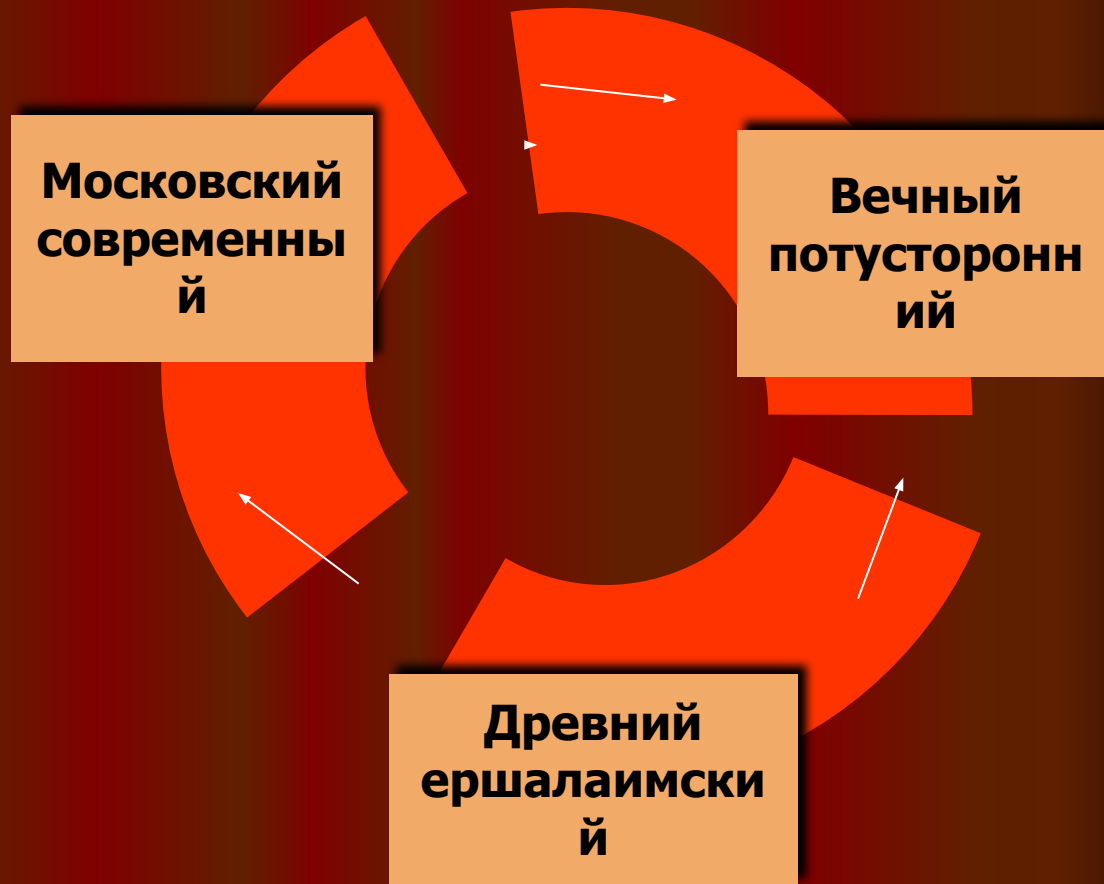 Московский
современны
й
Вечный
потусторонн
ий
Древний
ершалаимски
й